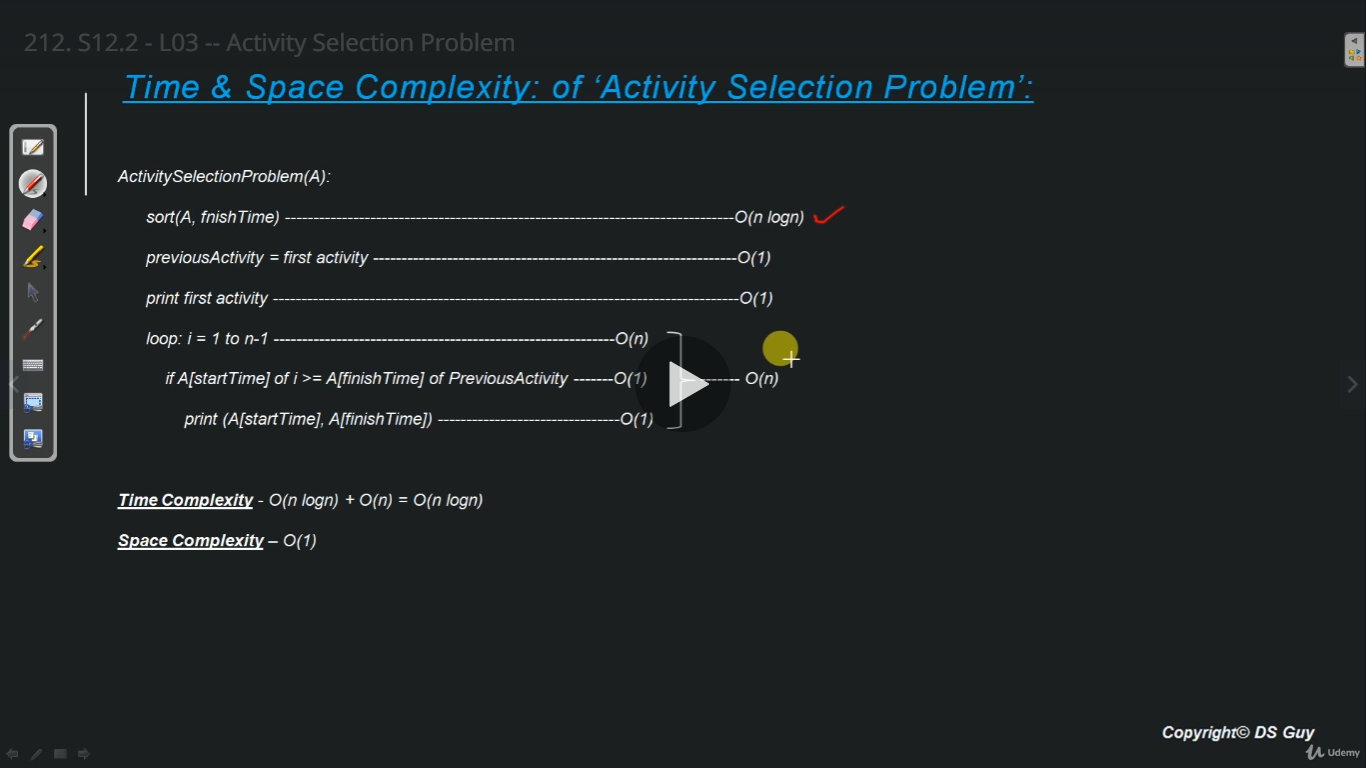 212. S12.2 - L03 -- Activity Selection Problem
Time & Space Complexity: of ‘Activity Selection Problem’:
ActivitySelectionProblem(A):
sort(A, fnishTime) -------------------------------------------------------------------------------O(n logn)
previousActivity = first activity ----------------------------------------------------------------O(1)
print first activity ----------------------------------------------------------------------------------O(1)
loop: i = 1 to n-1 ------------------------------------------------------------O(n)
if A[startTime] of i >= A[finishTime] of PreviousActivity -------O(1) -------- O(n)
print (A[startTime], A[finishTime]) --------------------------------O(1)
Time Complexity - O(n logn) + O(n) = O(n logn)
Space Complexity – O(1)
Copyright© DS Guy
Udemy